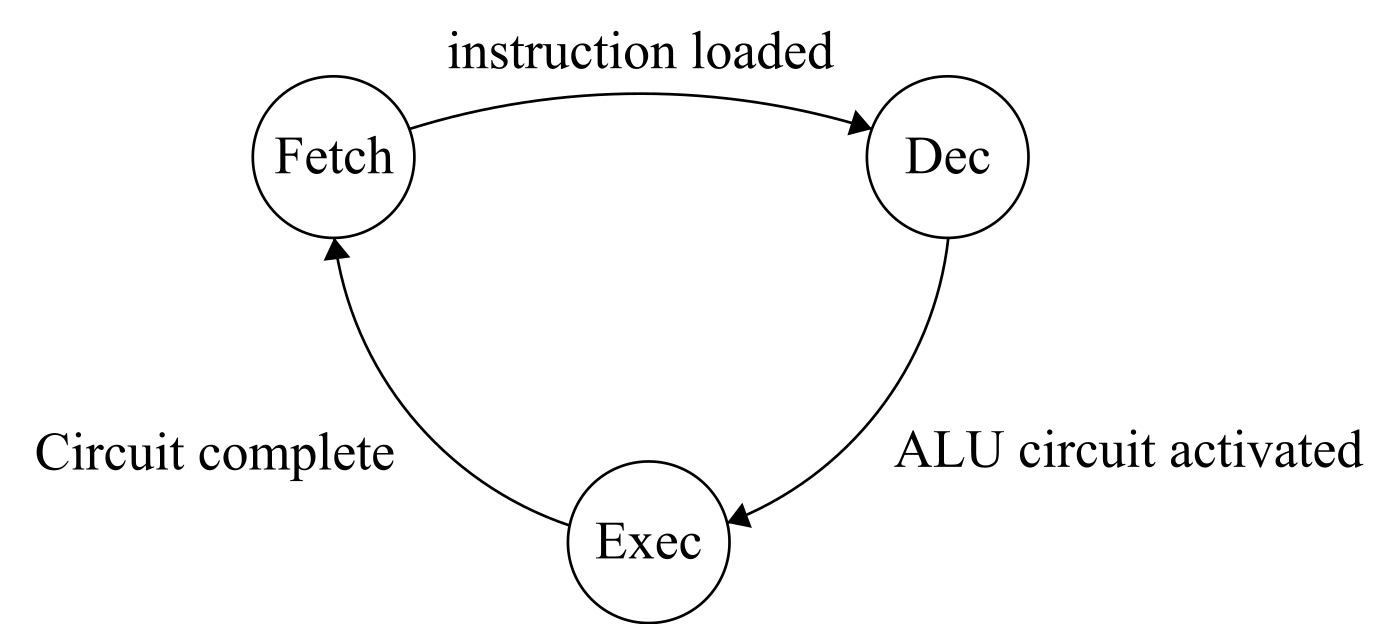 instruction loaded
Fetch
Dec
Circuit complete
ALU circuit activated
Exec